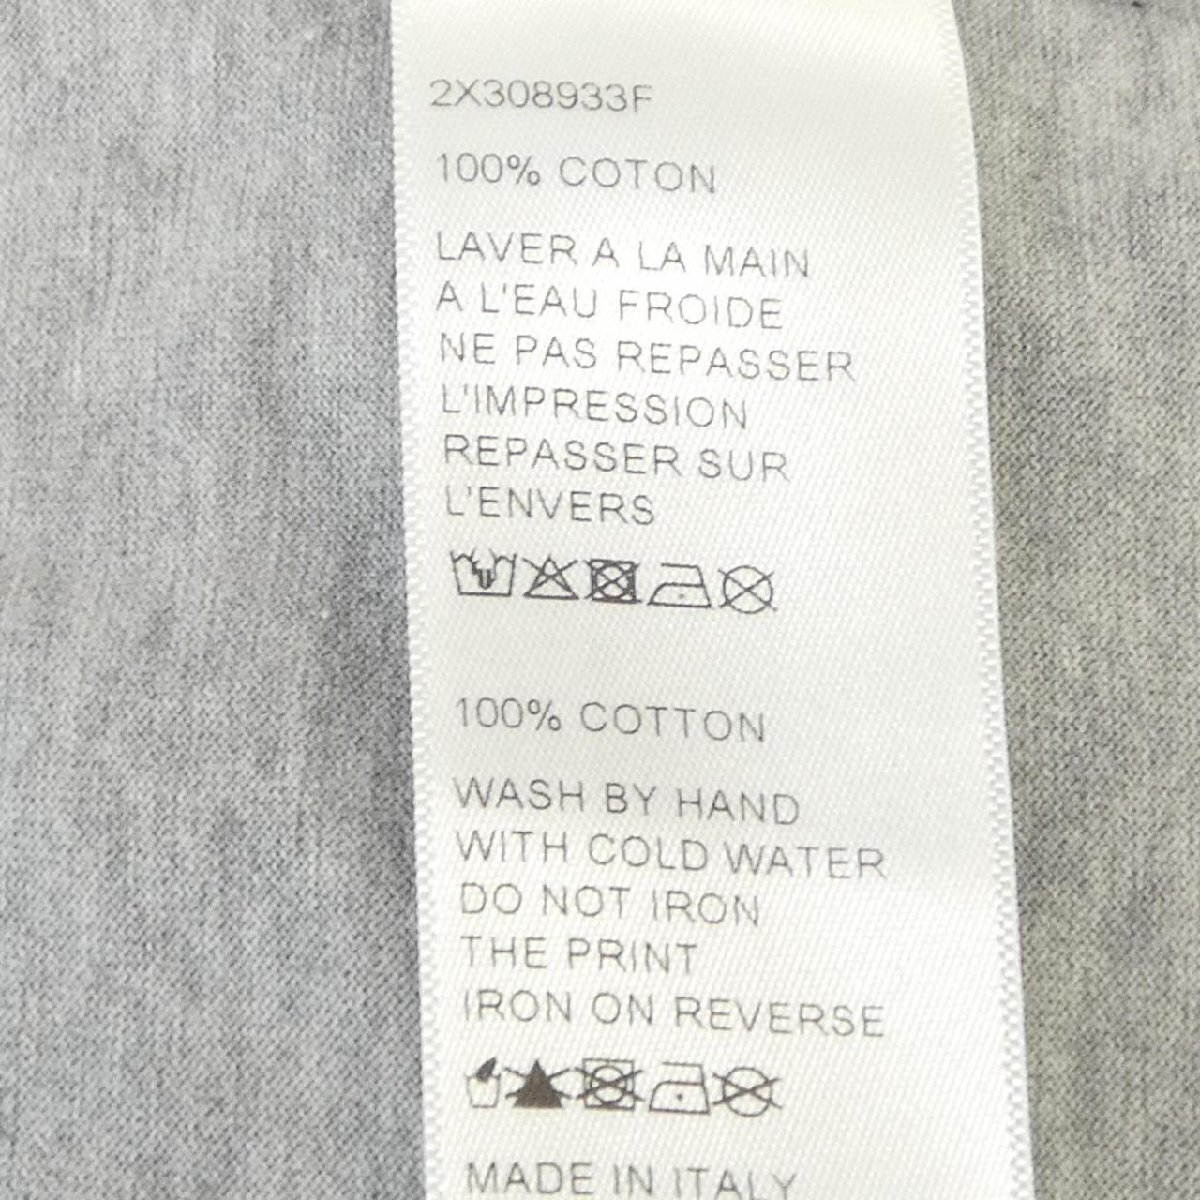 2X308933F
100% COTON
LAVER A LA MAIN
A L'EAU FROIDE
NE PAS REPASSER
L'IMPRESSION
REPASSER SUR
L'ENVERS
100% COTTON
WASH BY HAND
WITH COLD WATER
DO NOT IRON
THE PRINT
IRON ON REVERSE
MADE IN ITALY